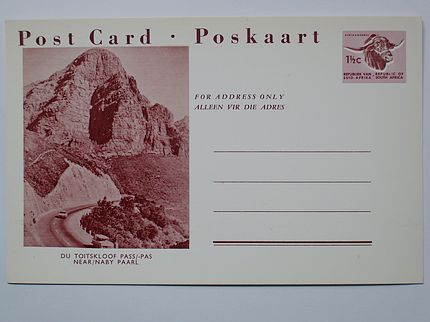 Post Card · Poskaart
AFRIKANERBUL
1½c
REPUBLIEK VAN REPUBLIC OF
SUID-AFRIKA SOUTH AFRICA
FOR ADDRESS ONLY
ALLEEN VIR DIE ADRES
DU TOITSKLOOF PASS/-PAS
NEAR/NABY PAARL